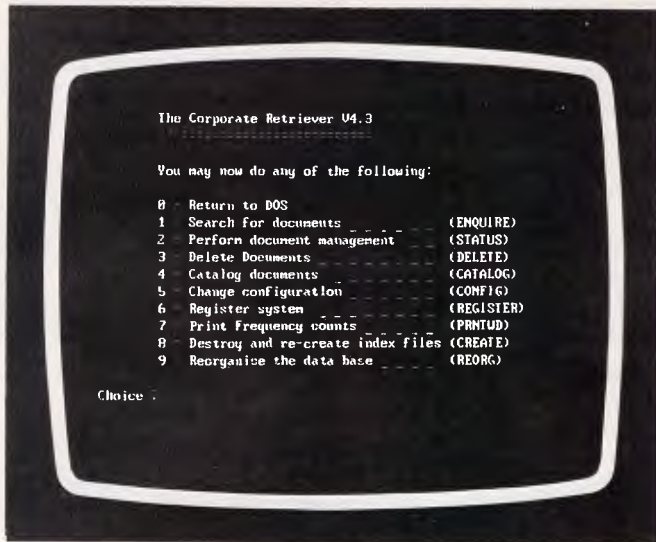 The Corporate Retriever V4.3
You may now do any of the following:
0 - Return to DOS
1 - Search for documents _ _ _ _ (ENQUIRE)
2 - Perform document management _ _ (STATUS)
3 - Delete Documents _ _ _ _ _ _ (DELETE)
4 - Catalog documents _ _ _ _ _ (CATALOG)
5 - Change configuration _ _ _ _ (CONFIG)
6 - Register system _ _ _ _ _ (REGISTER)
7 - Print frequency counts _ _ _ _ _ (PRNTWD)
8 - Destroy and re-create index files (CREATE)
9 - Reorganise the data base _ _ _ _ (REORG)
Choice :